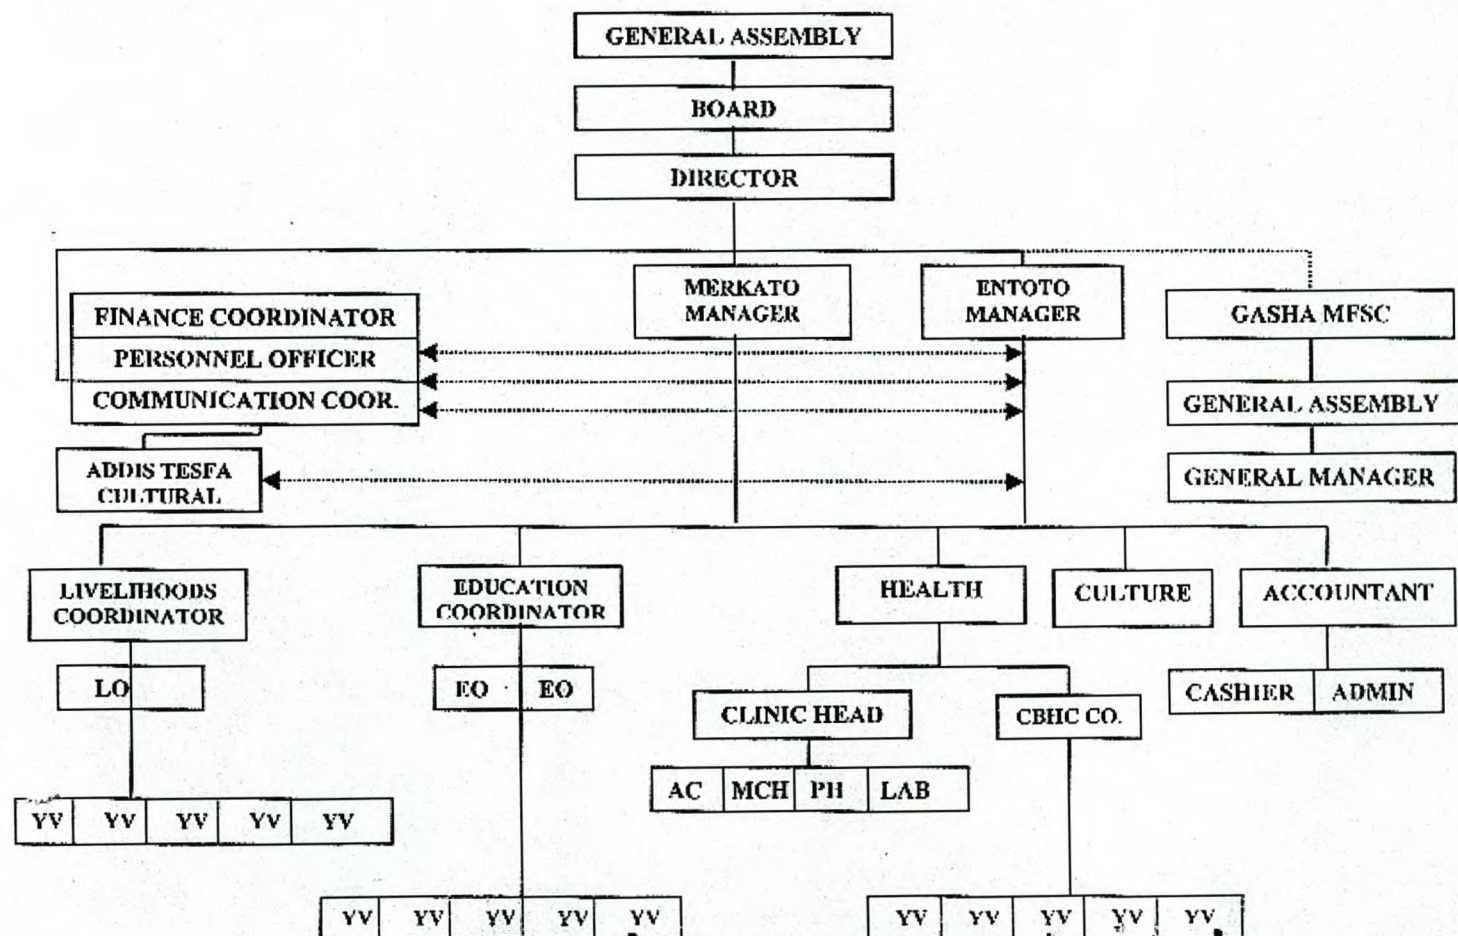 GENERAL ASSEMBLY
BOARD
DIRECTOR
MERKATO
MANAGER
ENTOTO
MANAGER
GASHA MFSC
FINANCE COORDINATOR
PERSONNEL OFFICER
COMMUNICATION COOR.
GENERAL ASSEMBLY
GENERAL MANAGER
ADDIS TESFA
CULTURAL
LIVELIHOODS
COORDINATOR
EDUCATION
COORDINATOR
HEALTH
CULTURE
ACCOUNTANT
LO
EO EO
CLINIC HEAD
CBHC CO.
CASHIER ADMIN
AC MCH PH LAB
YV YV YV YV YV
YV YV YV YV YV
YV YV YV YV YV